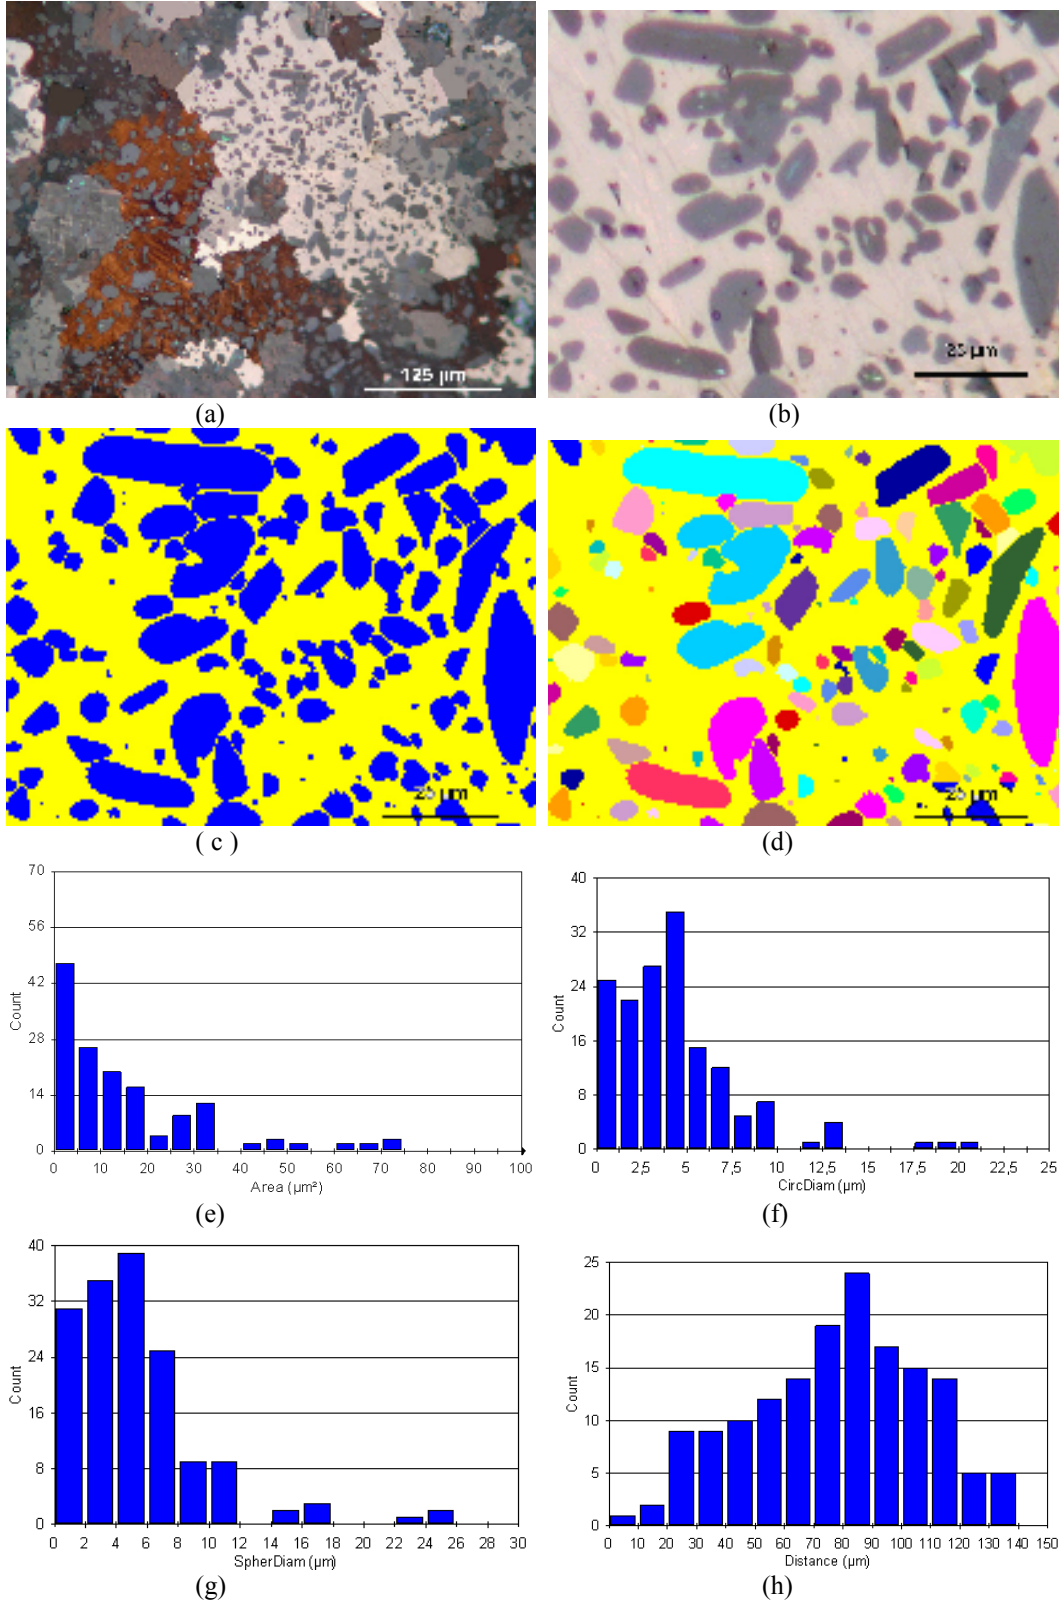 125 µm
25 µm
(a)
(b)
25 µm
25 µm
( c )
(d)
70
56
42
28
14
0
Count
0 10 20 30 40 50 60 70 80 90 100
Area (µm²)
(e)
40
32
24
16
8
0
Count
0 2,5 5 7,5 10 12,5 15 17,5 20 22,5 25
CircDiam (µm)
(f)
40
32
24
16
8
0
Count
0 2 4 6 8 10 12 14 16 18 20 22 24 26 28 30
SpherDiam (µm)
(g)
25
20
15
10
5
0
Count
0 10 20 30 40 50 60 70 80 90 100 110 120 130 140 150
Distance (µm)
(h)